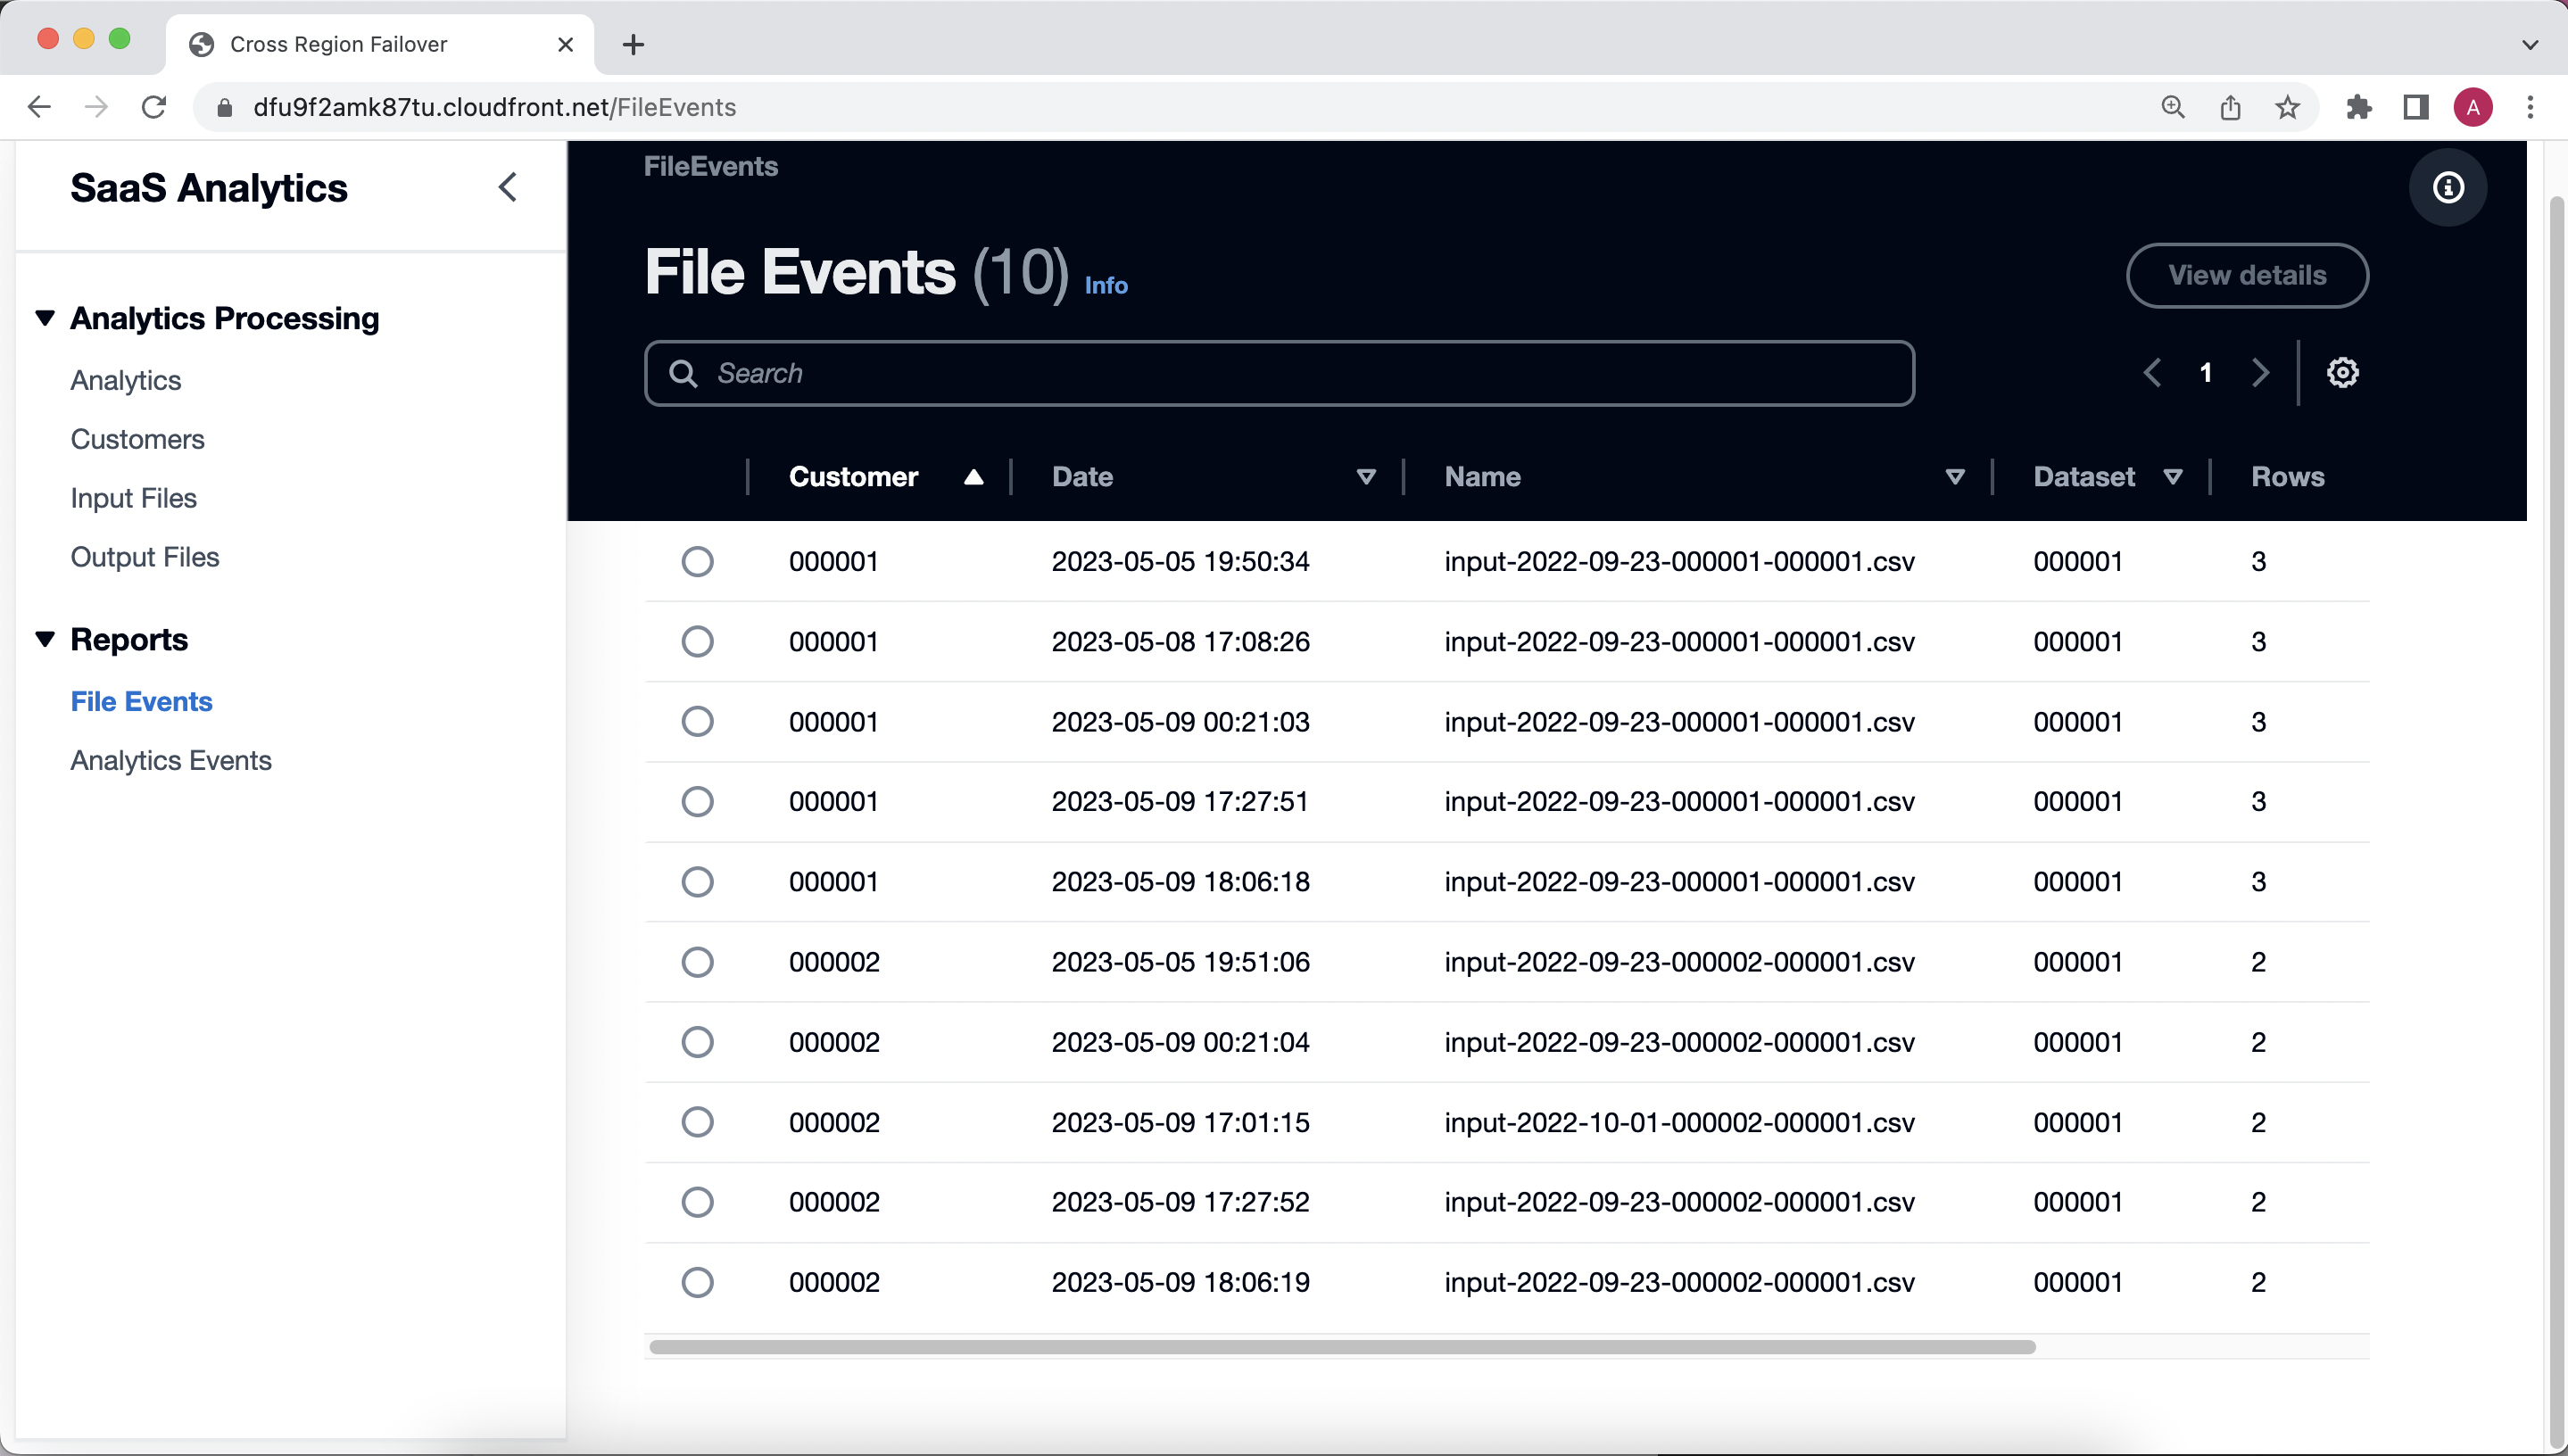 Cross Region Failover
dfu9f2amk87tu.cloudfront.net/FileEvents
A
SaaS Analytics
Analytics Processing
Analytics
Customers
Input Files
Output Files
Reports
File Events
Analytics Events
FileEvents
File Events (10) Info
View details
Search
1
Customer Date Name Dataset Rows
000001 2023-05-05 19:50:34 input-2022-09-23-000001-000001.csv 000001 3
000001 2023-05-08 17:08:26 input-2022-09-23-000001-000001.csv 000001 3
000001 2023-05-09 00:21:03 input-2022-09-23-000001-000001.csv 000001 3
000001 2023-05-09 17:27:51 input-2022-09-23-000001-000001.csv 000001 3
000001 2023-05-09 18:06:18 input-2022-09-23-000001-000001.csv 000001 3
000002 2023-05-05 19:51:06 input-2022-09-23-000002-000001.csv 000001 2
000002 2023-05-09 00:21:04 input-2022-09-23-000002-000001.csv 000001 2
000002 2023-05-09 17:01:15 input-2022-10-01-000002-000001.csv 000001 2
000002 2023-05-09 17:27:52 input-2022-09-23-000002-000001.csv 000001 2
000002 2023-05-09 18:06:19 input-2022-09-23-000002-000001.csv 000001 2